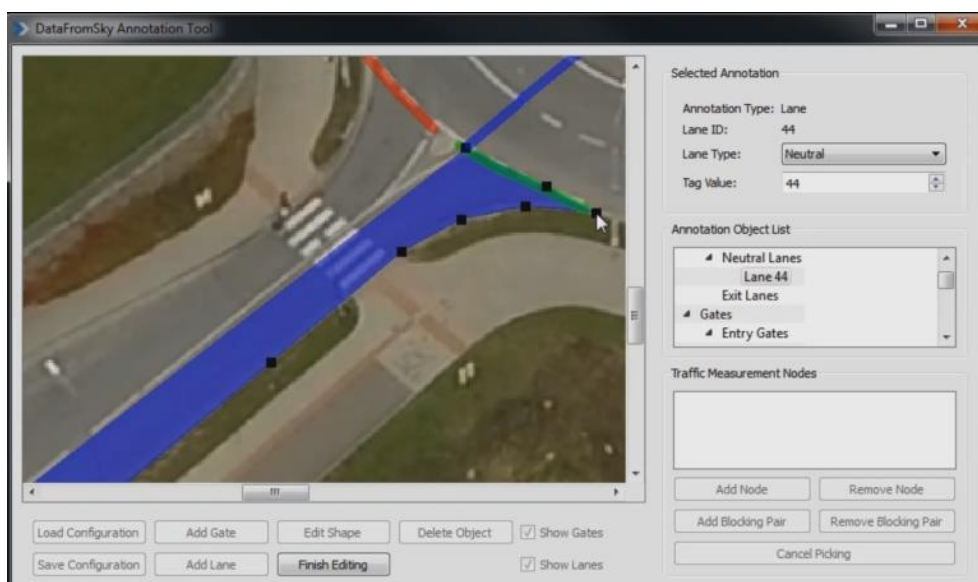 DataFromSky Annotation Tool
Selected Annotation
Annotation Type: Lane
Lane ID: 44
Lane Type: Neutral
Tag Value: 44
Annotation Object List
Neutral Lanes
Lane 44
Exit Lanes
Gates
Entry Gates
Traffic Measurement Nodes
Add Node Remove Node
Add Blocking Pair Remove Blocking Pair
Cancel Picking
Load Configuration Add Gate Edit Shape Delete Object Show Gates
Save Configuration Add Lane Finish Editing Show Lanes